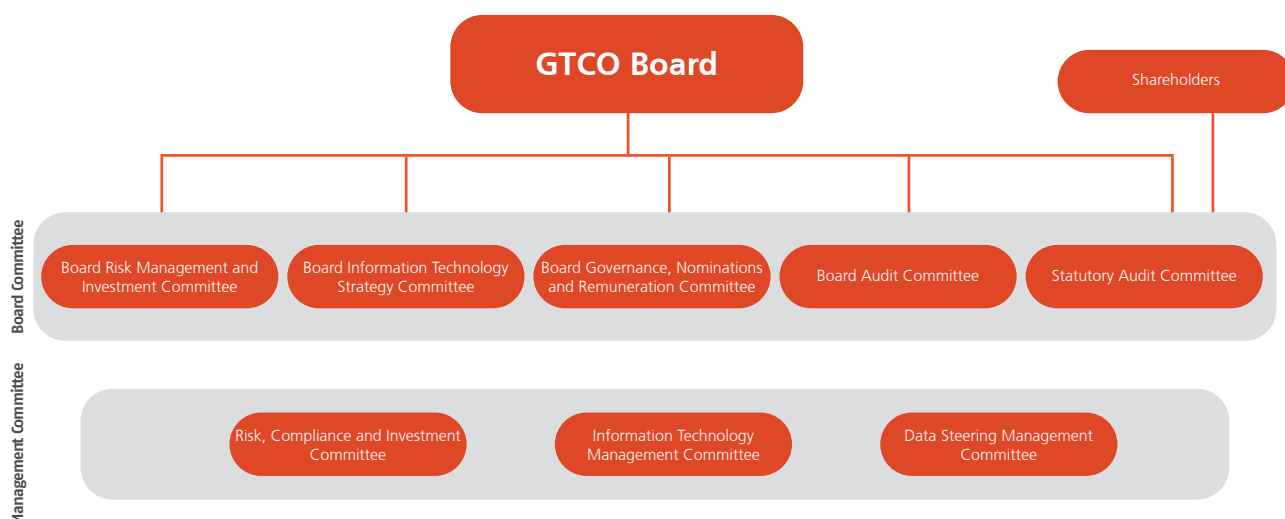 GTCO Board
Shareholders
Board Committee
Board Risk Management and
Investment Committee
Board Information Technology
Strategy Committee
Board Governance, Nominations
and Remuneration Committee
Board Audit Committee
Statutory Audit Committee
Management Committee
Risk, Compliance and Investment
Committee
Information Technology
Management Committee
Data Steering Management
Committee